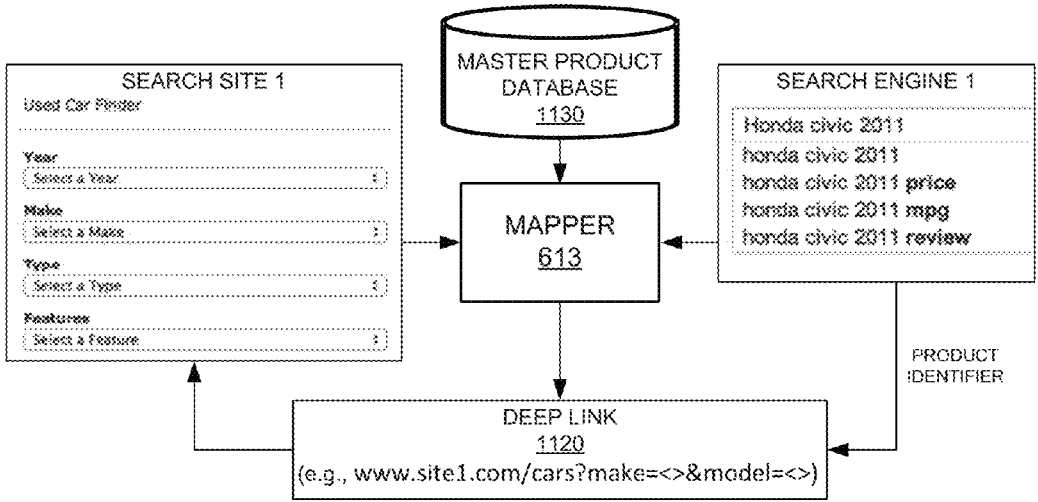 SEARCH SITE 1
Used Car Finder
Year
Select a Year
Make
Select a Make
Type
Select a Type
Features
Select a Feature
MASTER PRODUCT
DATABASE
1130
MAPPER
613
SEARCH ENGINE 1
Honda civic 2011
honda civic 2011
honda civic 2011 price
honda civic 2011 mpg
honda civic 2011 review
PRODUCT
IDENTIFIER
DEEP LINK
1120
(e.g., www.site1.com/cars?make=<>&model=<>)